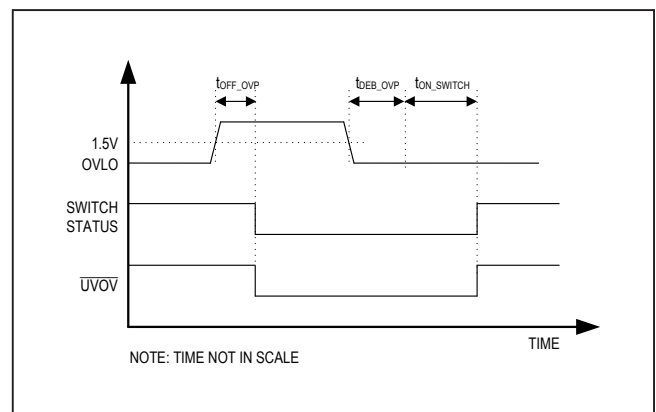 tOFF_OVP
tDEB_OVP
tON_SWITCH
1.5V
OVLO
SWITCH
STATUS
UVOV
TIME
NOTE: TIME NOT IN SCALE